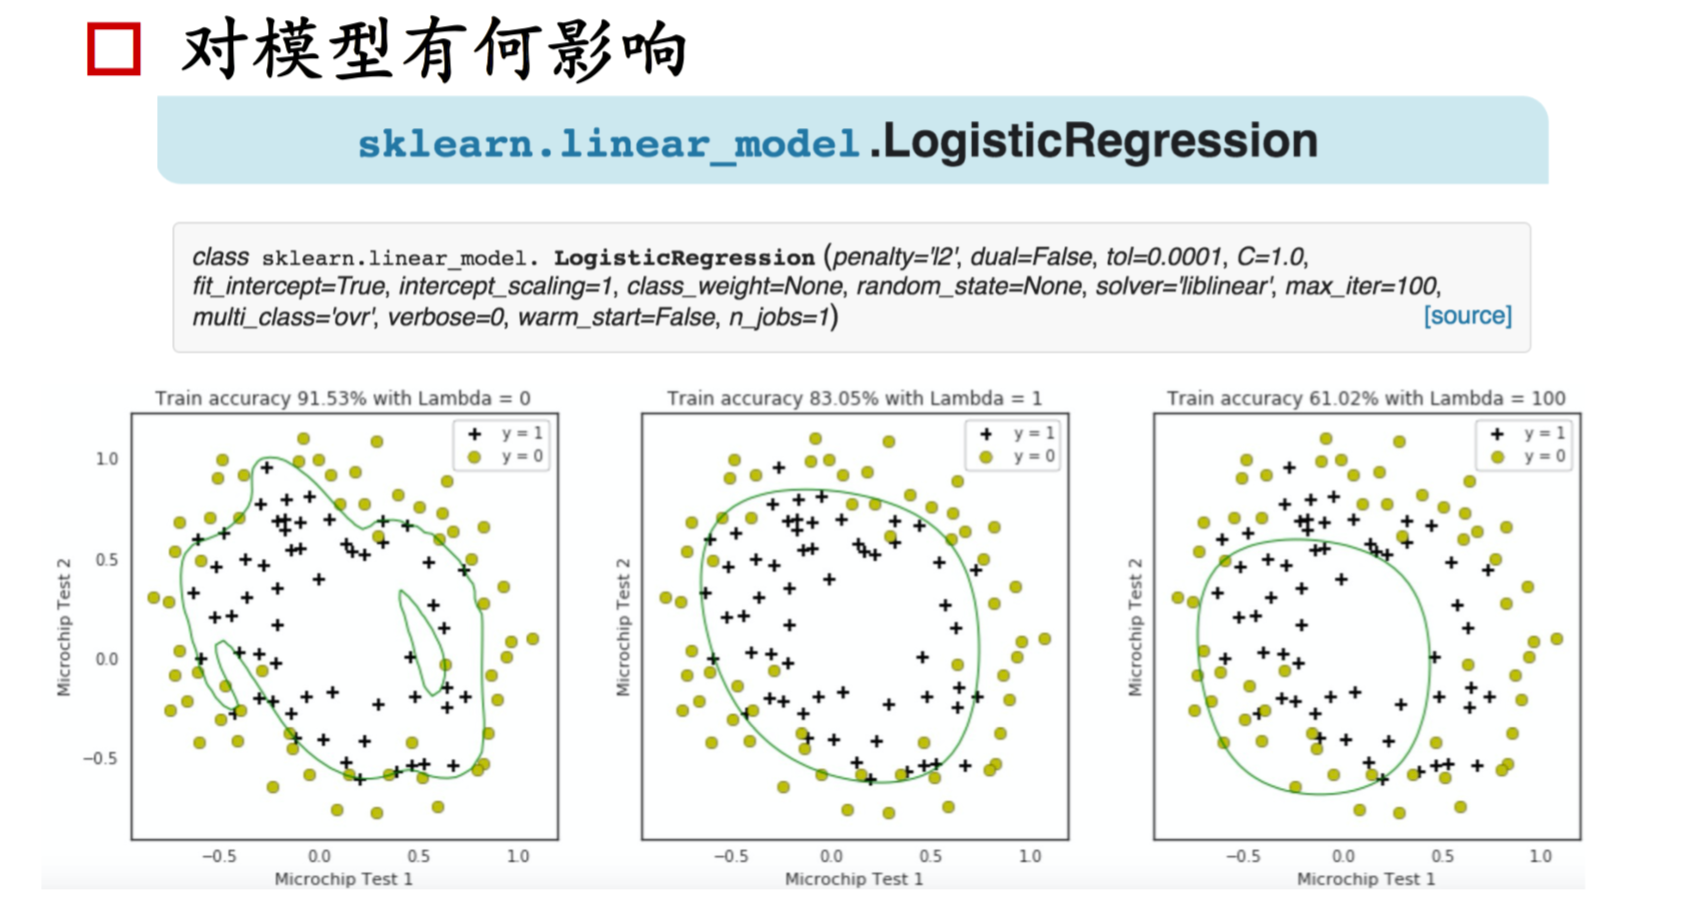 对模型有何影响
sklearn.linear_model.LogisticRegression
class sklearn.linear_model. LogisticRegression (penalty='l2', dual=False, tol=0.0001, C=1.0,
fit_intercept=True, intercept_scaling=1, class_weight=None, random_state=None, solver='liblinear', max_iter=100,
multi_class='ovr', verbose=0, warm_start=False, n_jobs=1)
[source]
Train accuracy 91.53% with Lambda = 0
y = 1
y = 0
1.0
0.5
0.0
−0.5
Microchip Test 2
−0.5 0.0 0.5 1.0
Microchip Test 1
Train accuracy 83.05% with Lambda = 1
y = 1
y = 0
Microchip Test 2
−0.5 0.0 0.5 1.0
Microchip Test 1
Train accuracy 61.02% with Lambda = 100
y = 1
y = 0
Microchip Test 2
−0.5 0.0 0.5 1.0
Microchip Test 1